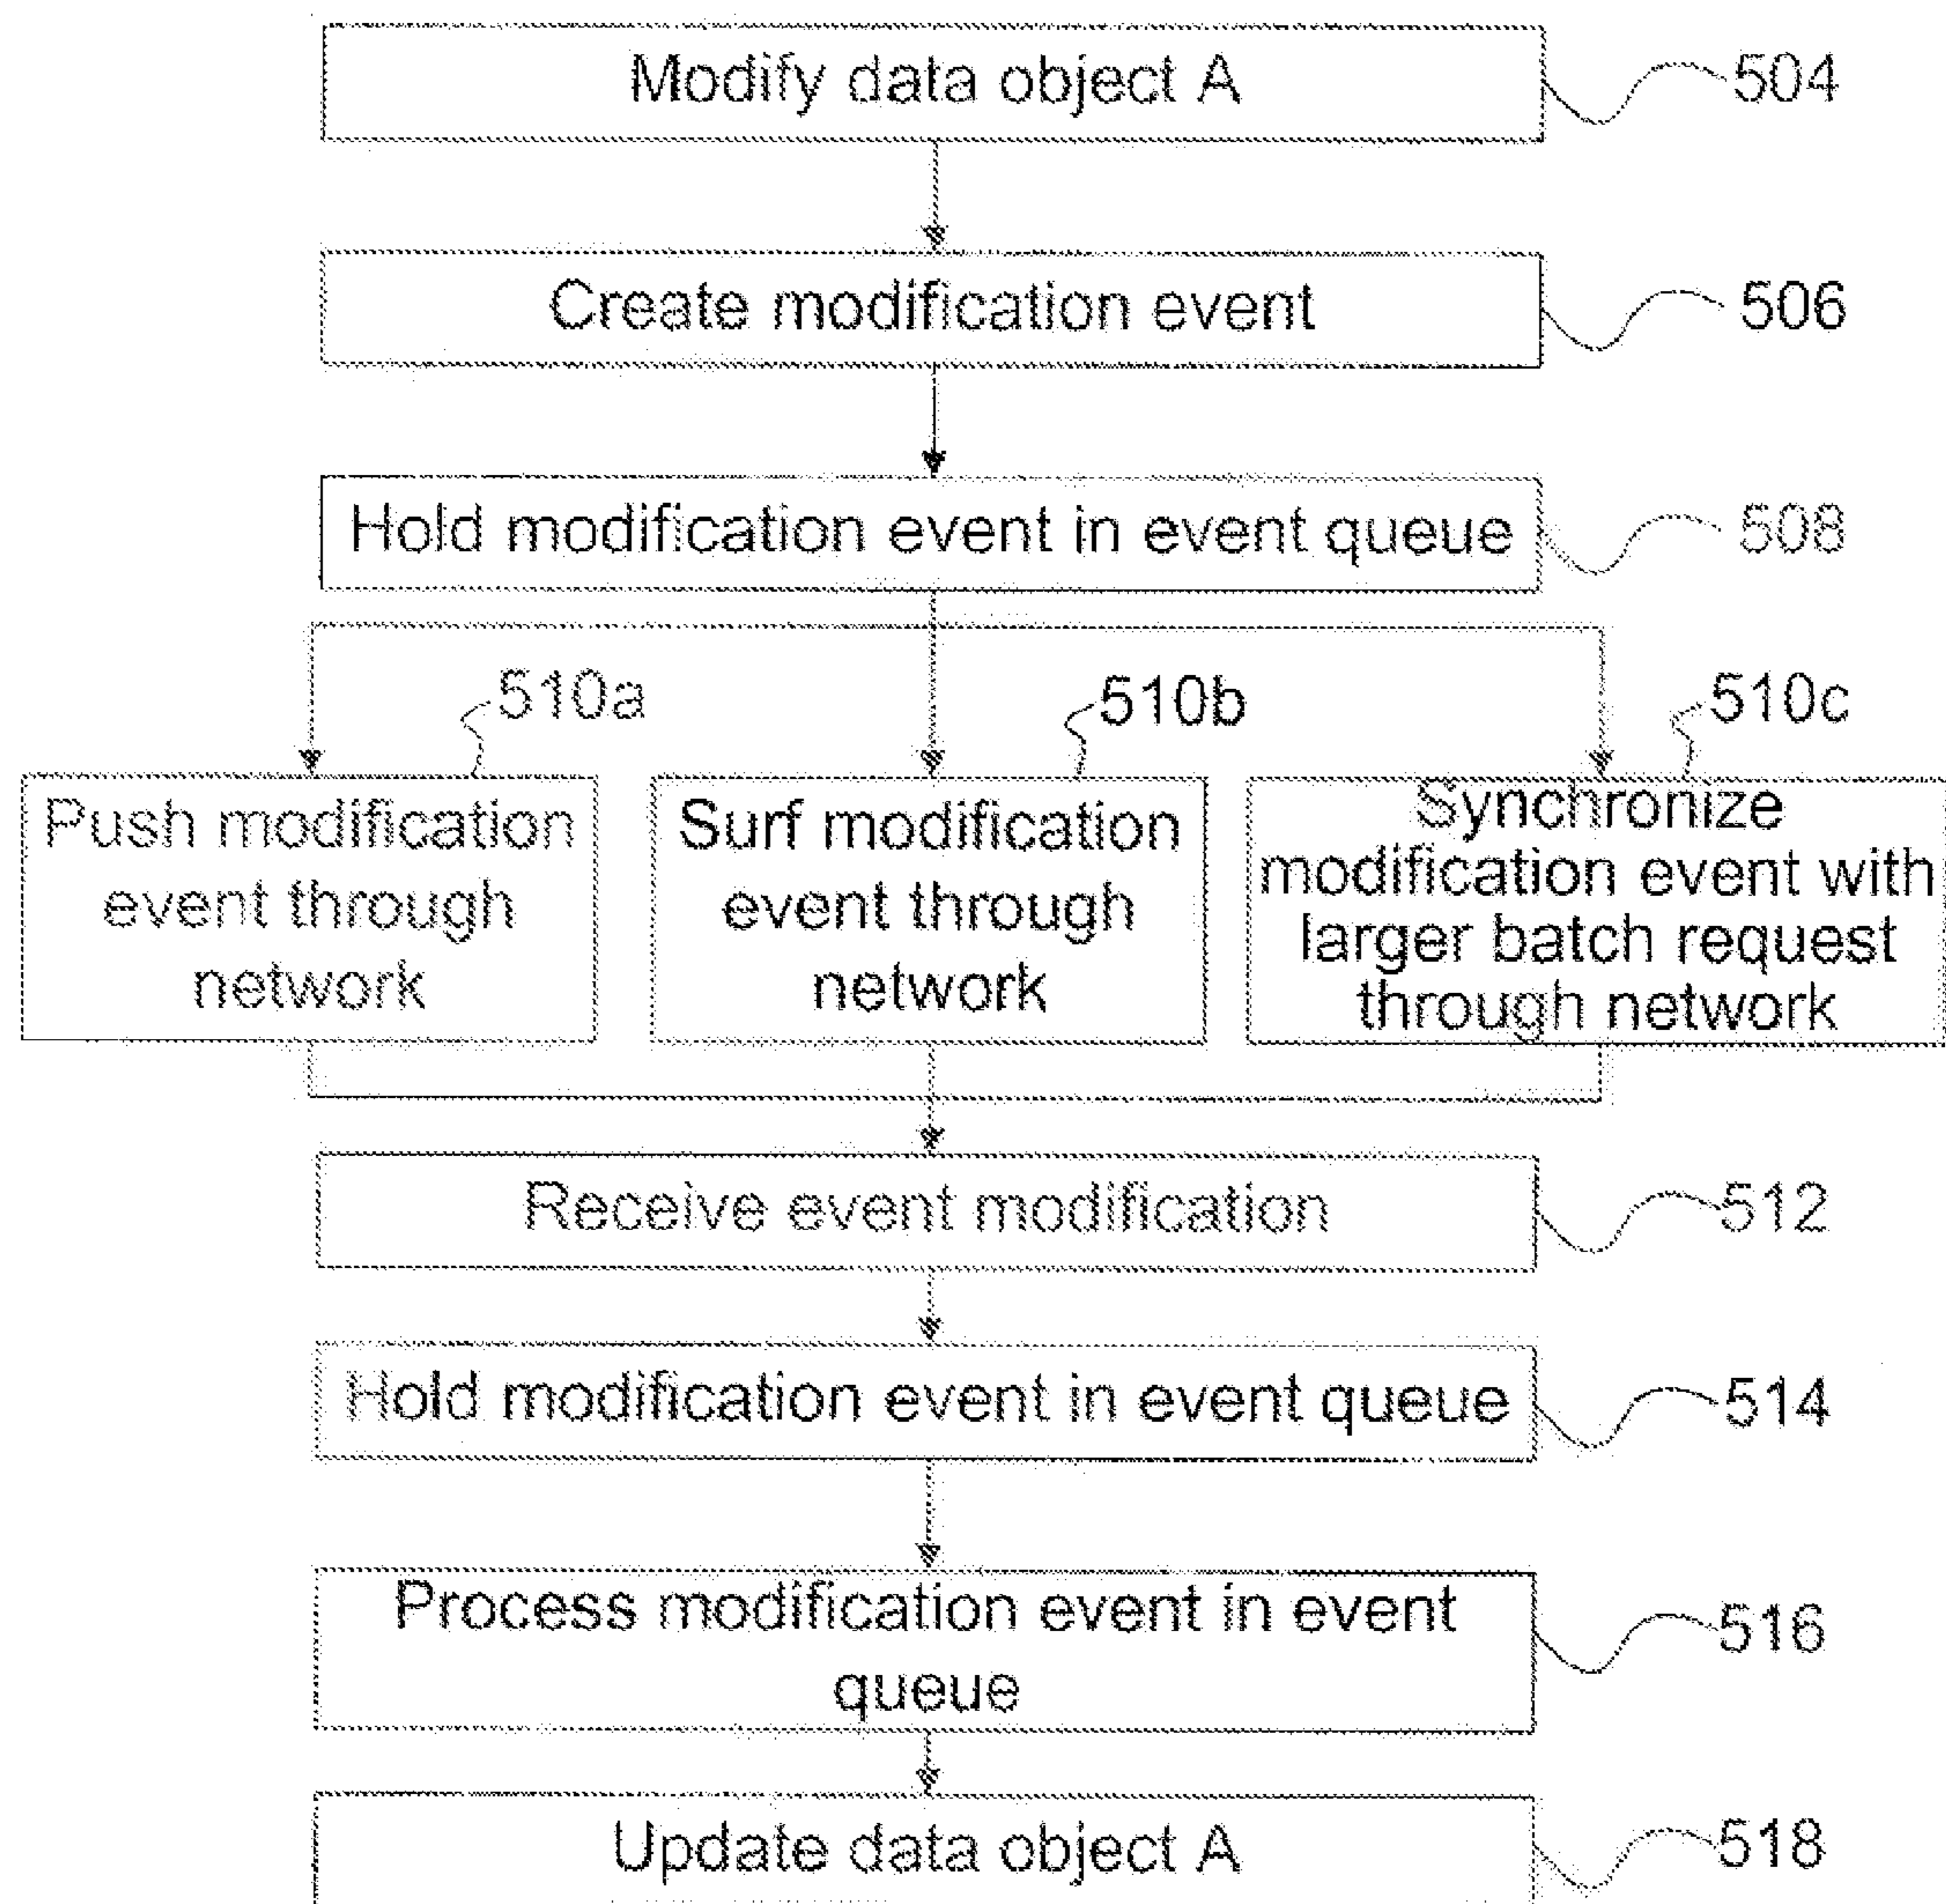 Modify data object A
504
Create modification event
506
Hold modification event in event queue
508
510a
510b
510c
Push modification
event through
network
Surf modification
event through
network
Synchronize
modification event with
larger batch request
through network
Receive event modification
512
Hold modification event in event queue
514
Process modification event in event
queue
516
Update data object A
518